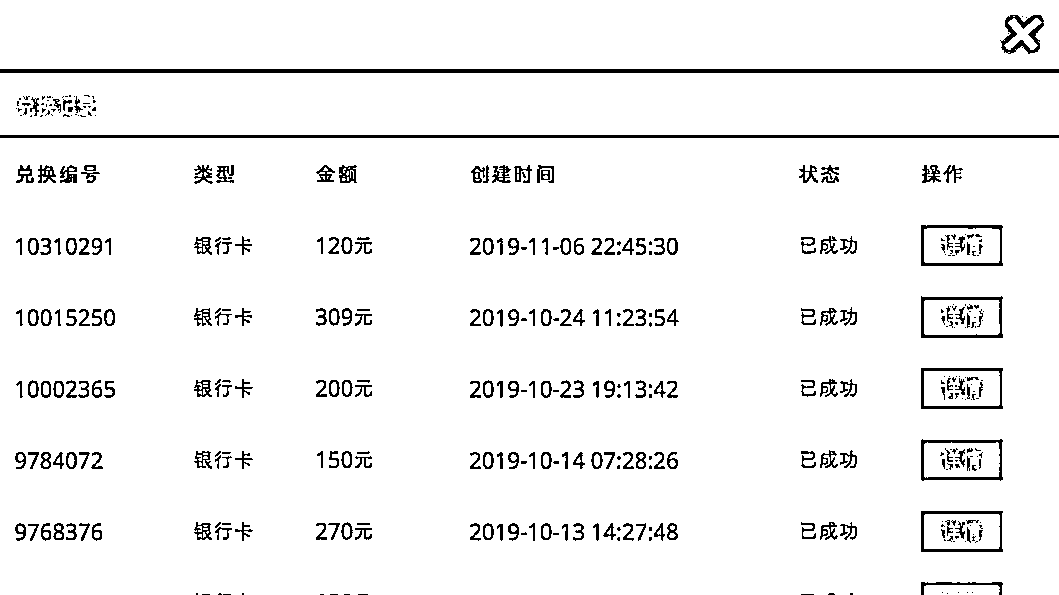 兑换记录
兑换编号 类型 金额 创建时间 状态 操作
10310291 银行卡 120元 2019-11-06 22:45:30 已成功 详情
10015250 银行卡 309元 2019-10-24 11:23:54 已成功 详情
10002365 银行卡 200元 2019-10-23 19:13:42 已成功 详情
9784072 银行卡 150元 2019-10-14 07:28:26 已成功 详情
9768376 银行卡 270元 2019-10-13 14:27:48 已成功 详情